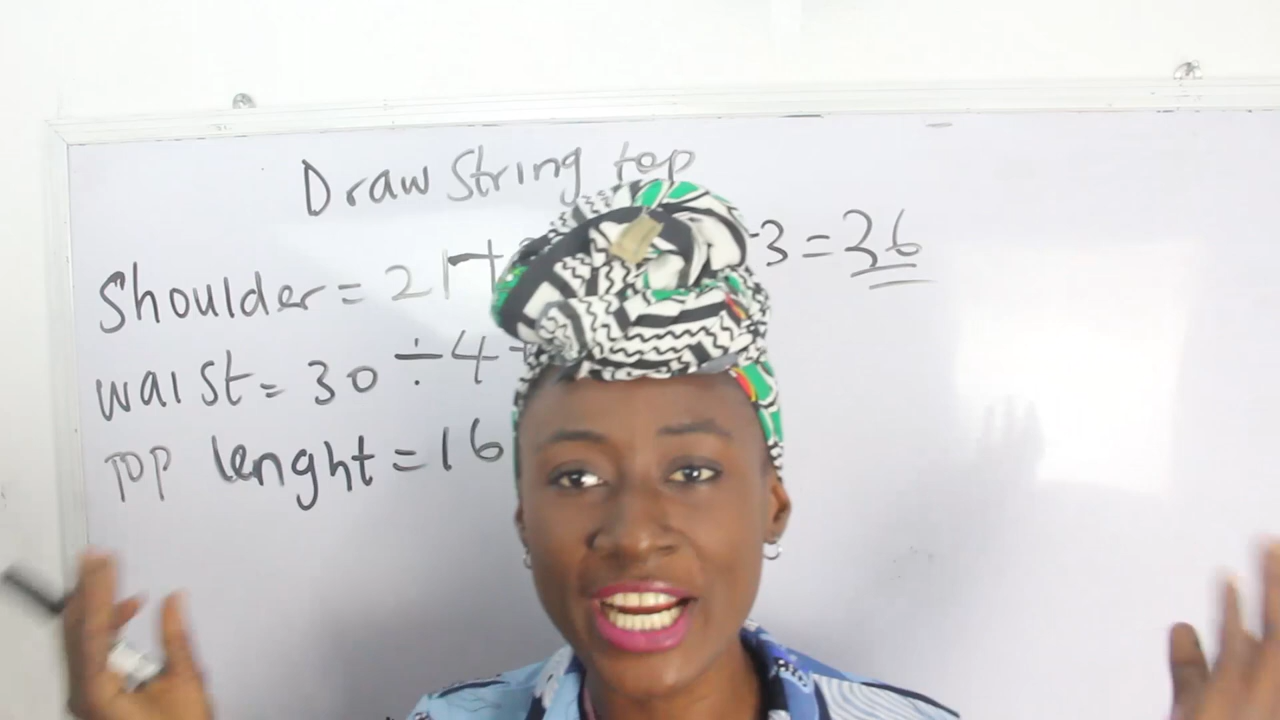 Draw String top
Shoulder = 21+ 3 = 36
waist = 30 ÷ 4
TOP lenght = 16